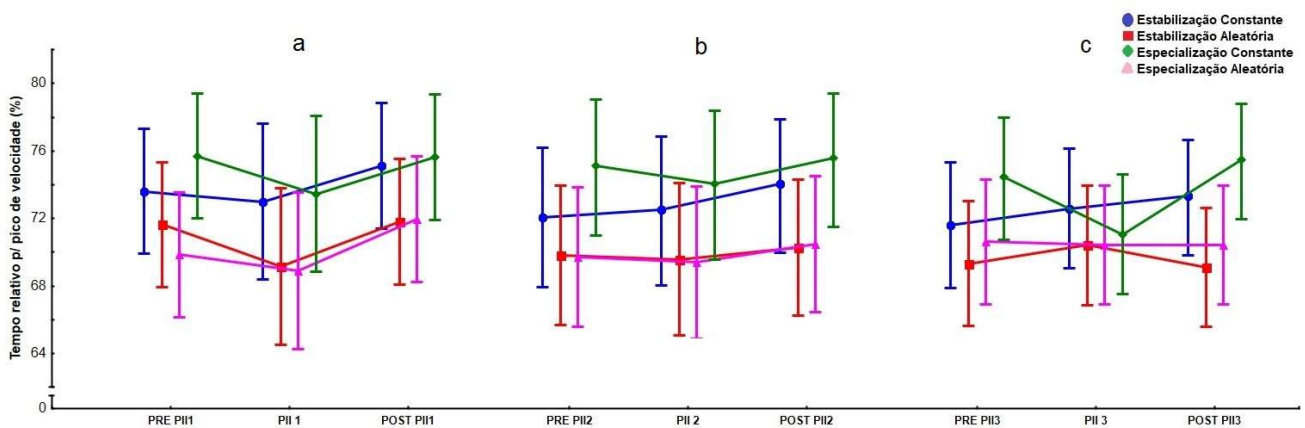 a
b
c
Estabilização Constante
Estabilização Aleatória
Especialização Constante
Especialização Aleatória
Tempo relativo p/ pico de velocidade (%)
80
76
72
68
64
0
PRE PII1
PII 1
POST PII1
PRE PII2
PII 2
POST PII2
PRE PII3
PII 3
POST PII3